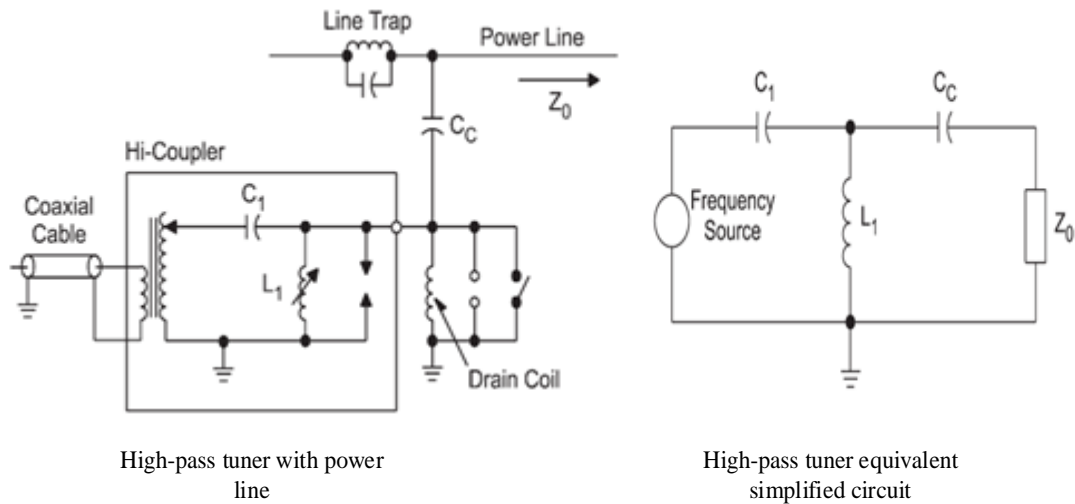 Line Trap
Power Line
Z0
CC
Hi-Coupler
Coaxial
Cable
C1
L1
Drain Coil
High-pass tuner with power
line
C1
CC
Frequency
Source
L1
Z0
High-pass tuner equivalent
simplified circuit